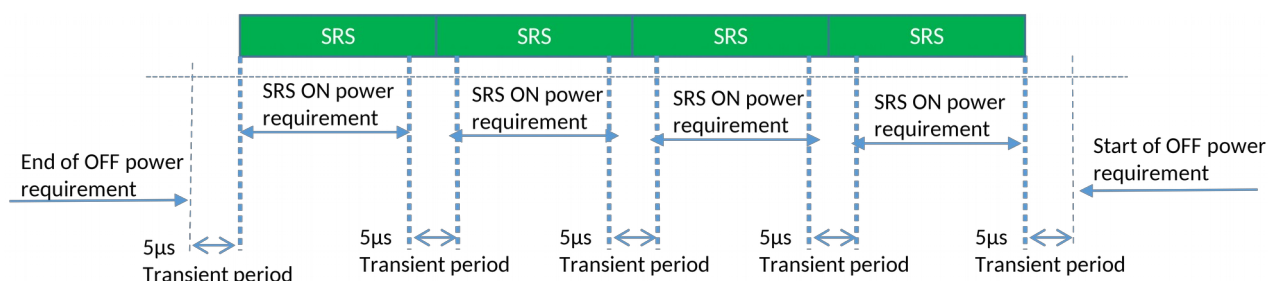 SRS SRS SRS SRS
SRS ON power
requirement
SRS ON power
requirement
SRS ON power
requirement
SRS ON power
requirement
End of OFF power
requirement
Start of OFF power
requirement
5µs
Transient period
5µs
Transient period
5µs
Transient period
5µs
Transient period
5µs
Transient period